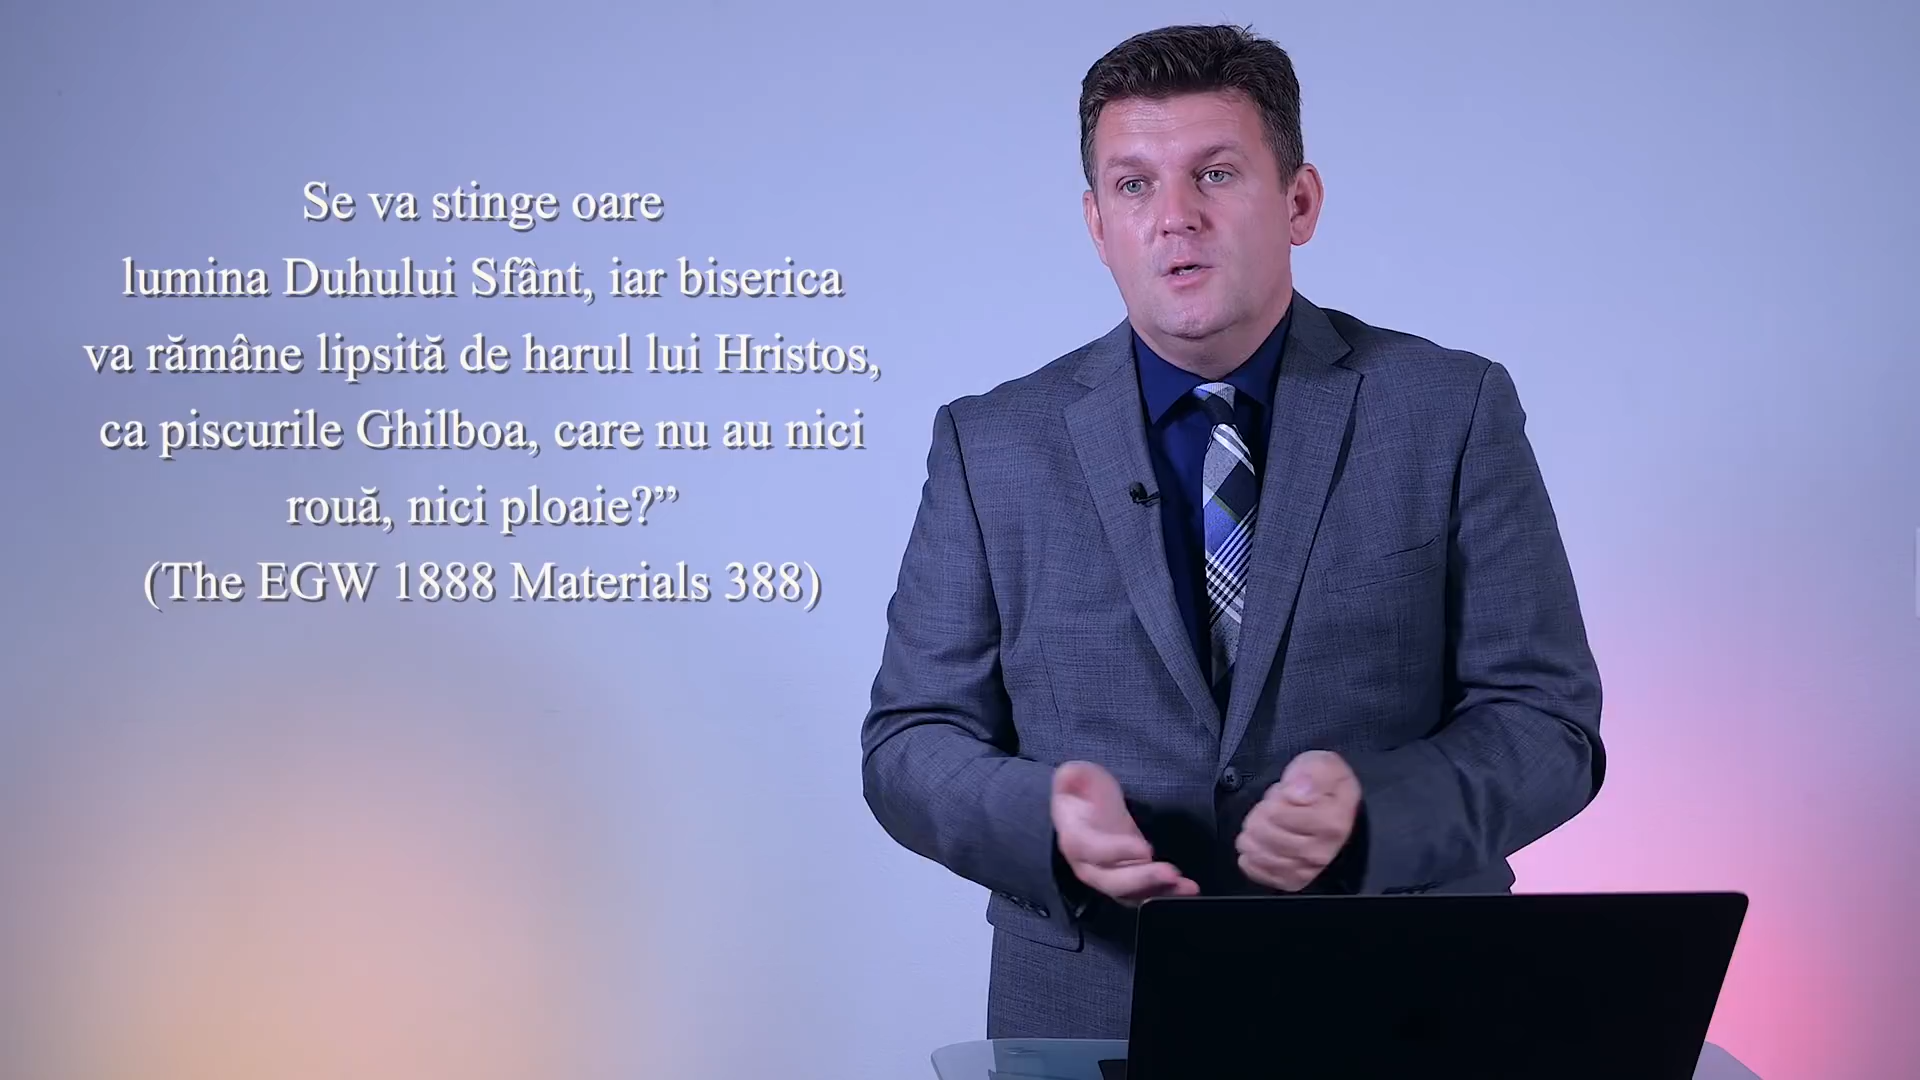 Se va stinge oare
lumina Duhului Sfânt, iar biserica
va rămâne lipsită de harul lui Hristos,
ca piscurile Ghilboa, care nu au nici
rouă, nici ploaie?”
(The EGW 1888 Materials 388)